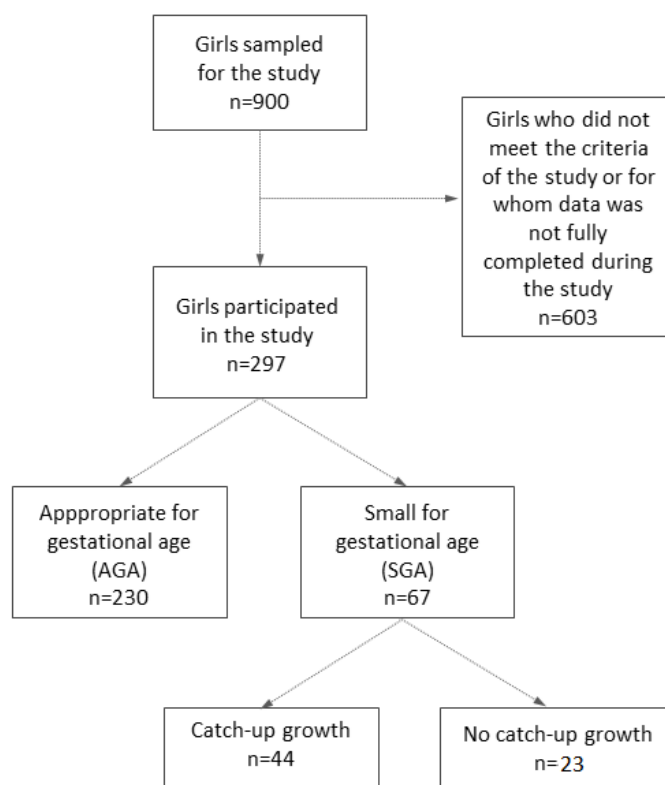 Girls sampled
for the study
n=900
Girls who did not
meet the criteria
of the study or for
whom data was
not fully
completed during
the study
n=603
Girls participated
in the study
n=297
Apppropriate for
gestational age
(AGA)
n=230
Small for
gestational age
(SGA)
n=67
Catch-up growth
n=44
No catch-up growth
n=23